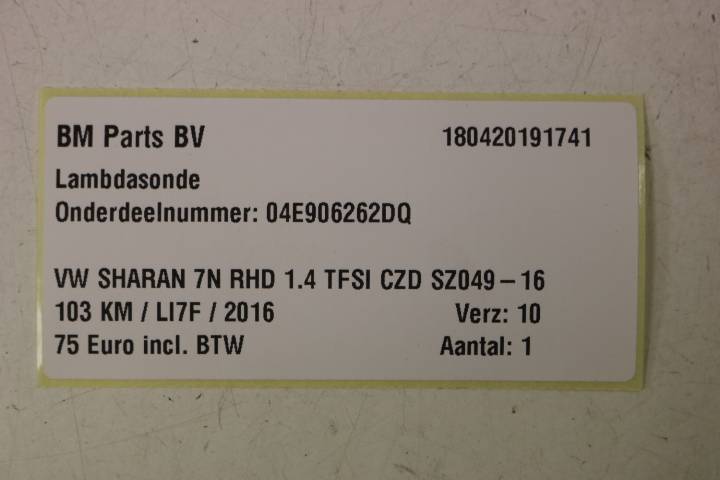 BM Parts BV 180420191741
Lambdasonde
Onderdeelnummer: 04E906262DQ
VW SHARAN 7N RHD 1.4 TFSI CZD SZ049-16
103 KM / LI7F / 2016 Verz: 10
75 Euro incl. BTW Aantal: 1